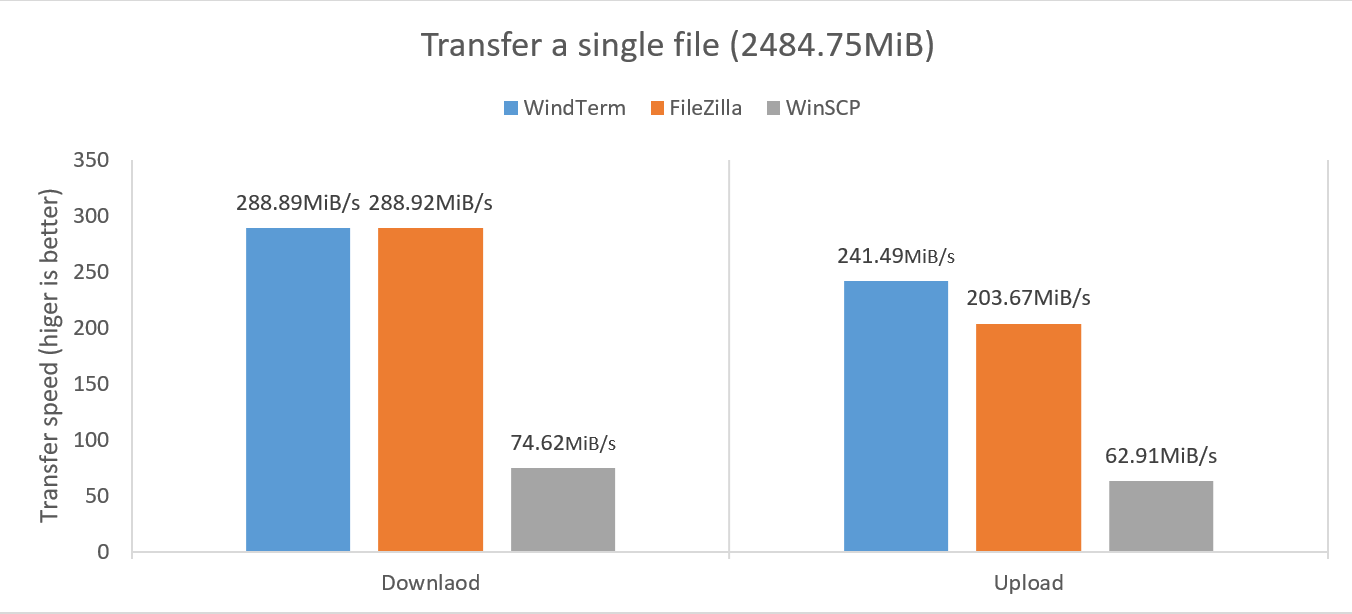 Transfer a single file (2484.75MiB)
WindTerm FileZilla WinSCP
Transfer speed (higer is better)
350
300
250
200
150
100
50
0
288.89MiB/s 288.92MiB/s
74.62MiB/s
241.49MiB/s
203.67MiB/s
62.91MiB/s
Downlaod Upload